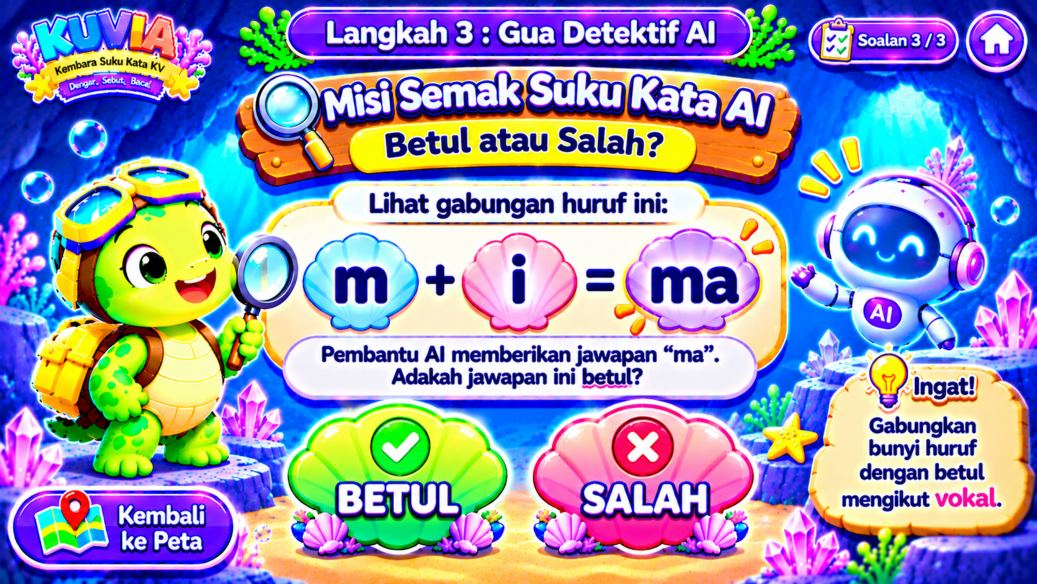 KUVIA
Kembara Suku Kata KV
Dengar, Sebut, Baca!
Langkah 3 : Gua Detektif AI
Soalan 3 / 3
Misi Semak Suku Kata AI
Betul atau Salah?
Lihat gabungan huruf ini:
m + i = ma
Pembantu AI memberikan jawapan “ma”.
Adakah jawapan ini betul?
AI
BETUL
SALAH
Ingat!
Gabungkan
bunyi huruf
dengan betul
mengikut vokal.
Kembali
ke Peta